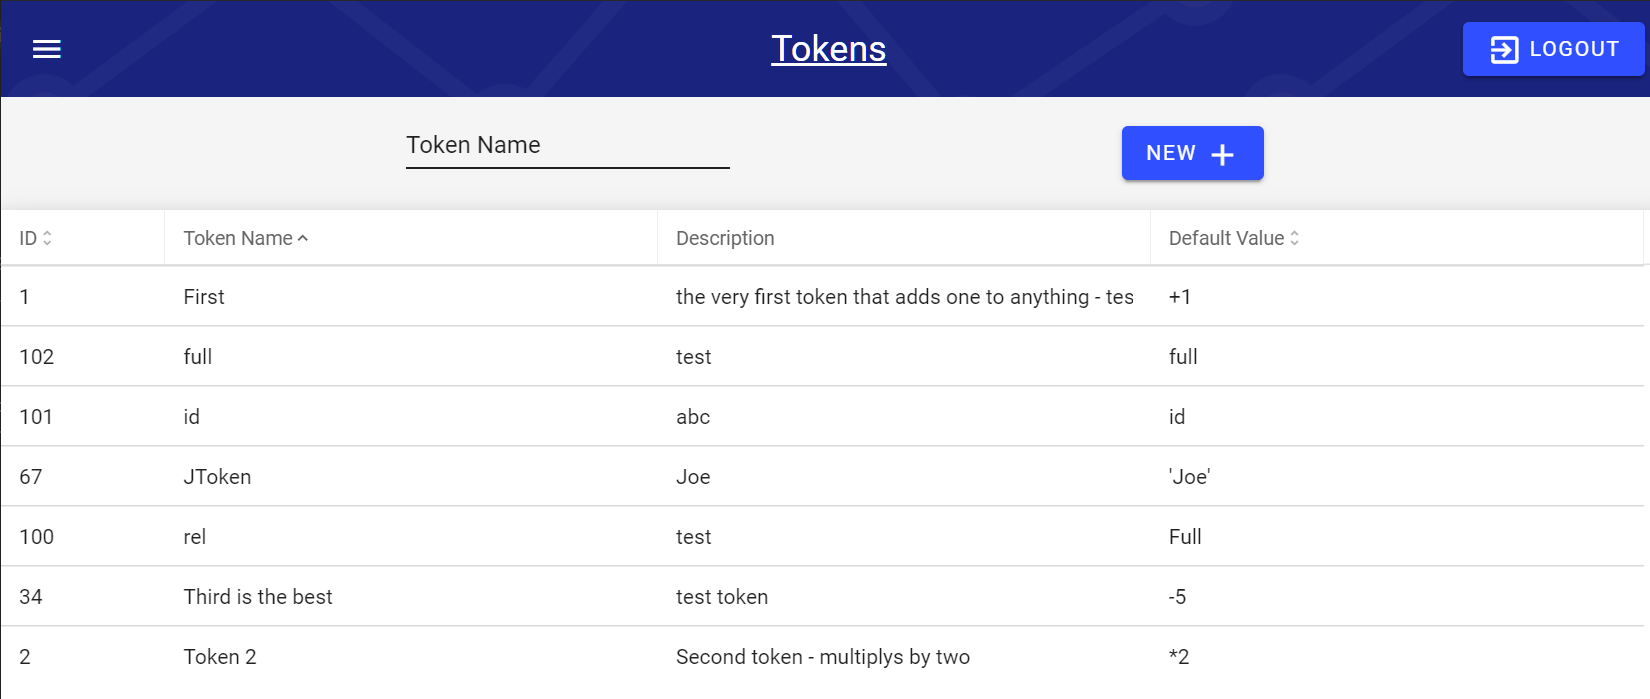 Tokens
LOGOUT
Token Name
NEW
ID Token Name Description Default Value
1 First the very first token that adds one to anything - tes +1
102 full test full
101 id abc id
67 JToken Joe 'Joe'
100 rel test Full
34 Third is the best test token -5
2 Token 2 Second token - multiplys by two *2